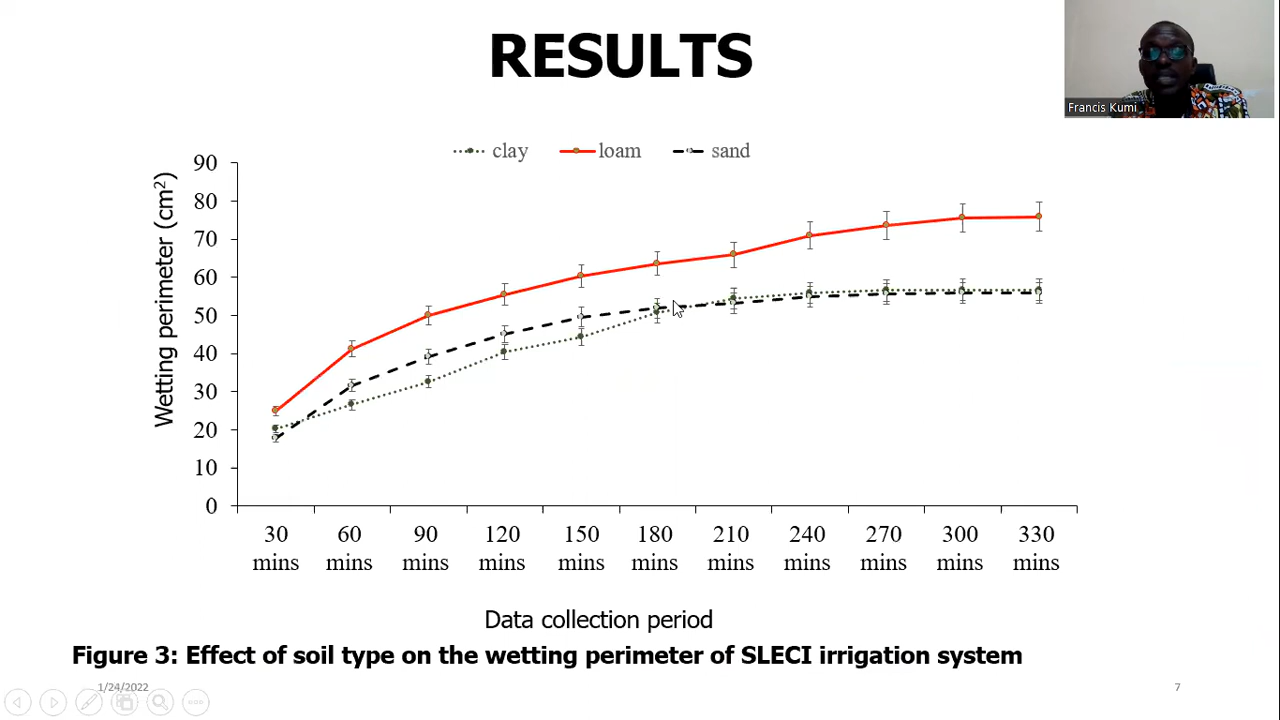 RESULTS
Francis Kumi
clay loam sand
Wetting perimeter (cm²)
90
80
70
60
50
40
30
20
10
0
30 60 90 120 150 180 210 240 270 300 330
mins mins mins mins mins mins mins mins mins mins mins
Data collection period
Figure 3: Effect of soil type on the wetting perimeter of SLECI irrigation system
1/24/2022
7